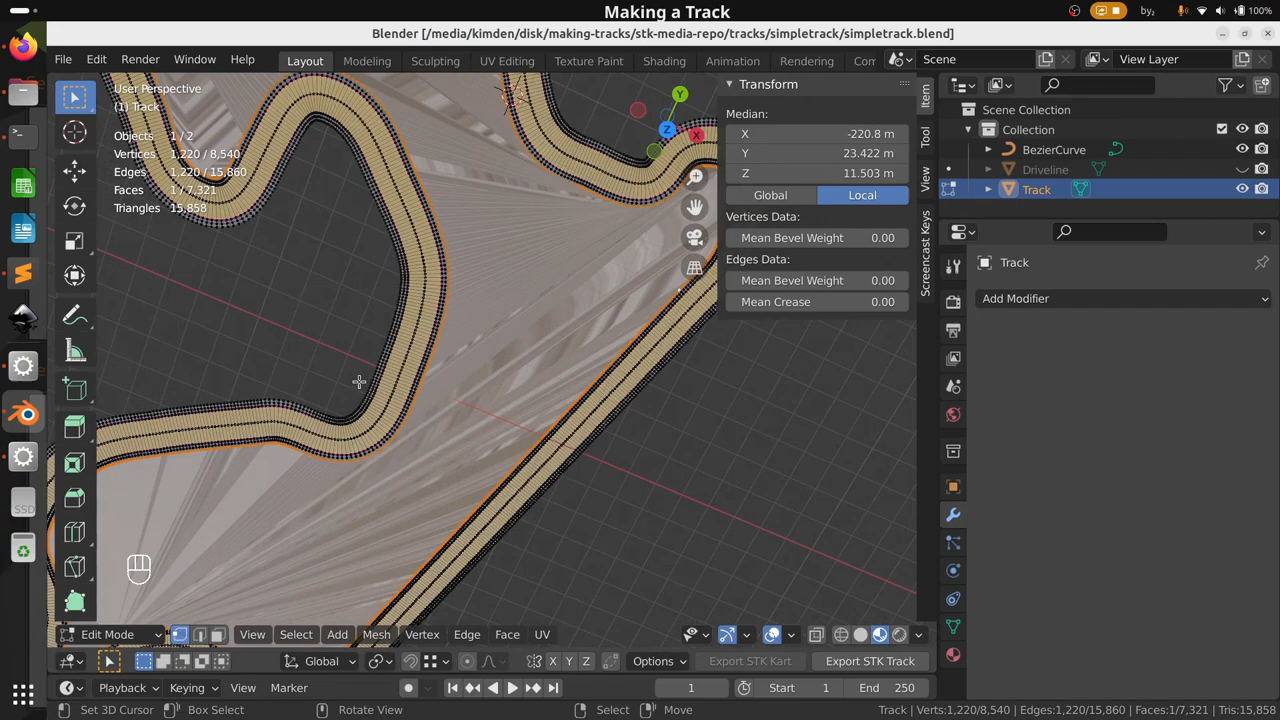 Making a Track
by₂
100%
Blender [/media/kimden/disk/making-tracks/stk-media-repo/tracks/simpletrack/simpletrack.blend]
File Edit Render Window Help Layout Modeling Sculpting UV Editing Texture Paint Shading Animation Rendering Com Scene View Layer
User Perspective
(1) Track
Objects 1 / 2
Vertices 1,220 / 8,540
Edges 1,220 / 15,860
Faces 1 / 7,321
Triangles 15,858
Y
Z
X
Transform
Median:
X -220.8 m
Y 23.422 m
Z 11.503 m
Global Local
Vertices Data:
Mean Bevel Weight 0.00
Edges Data:
Mean Bevel Weight 0.00
Mean Crease 0.00
Item
Tool
View
Screencast Keys
Scene Collection
Collection
BezierCurve
Driveline
Track
Track
Add Modifier
SSD
Edit Mode View Select Add Mesh Vertex Edge Face UV
Global X Y Z Options Export STK Kart Export STK Track
Playback Keying View Marker 1 Start 1 End 250
Set 3D Cursor Box Select Rotate View Select Move Track | Verts:1,220/8,540 | Edges:1,220/15,860 | Faces:1/7,321 | Tris:15,858